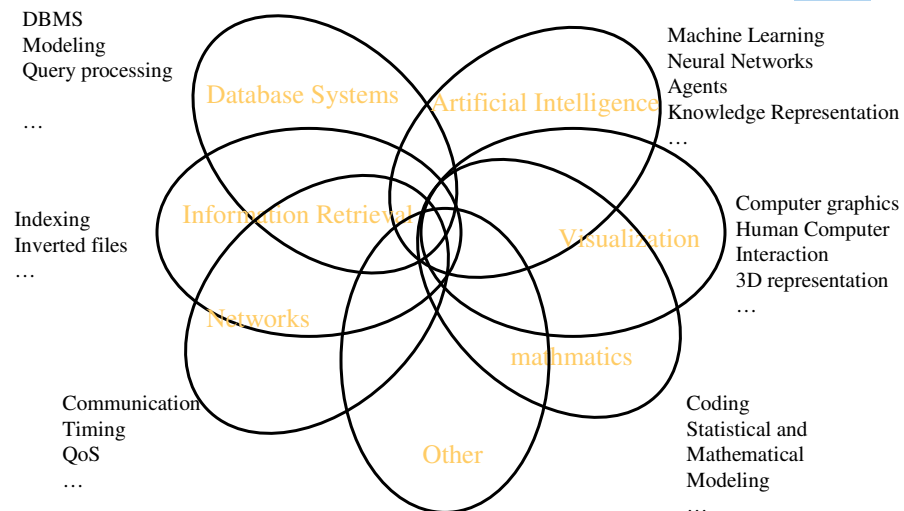 DBMS
Modeling
Query processing
…
Database Systems
Artificial Intelligence
Machine Learning
Neural Networks
Agents
Knowledge Representation
…
Indexing
Inverted files
…
Information Retrieval
Visualization
Computer graphics
Human Computer
Interaction
3D representation
…
Networks
mathmatics
Communication
Timing
QoS
…
Other
Coding
Statistical and
Mathematical
Modeling
…